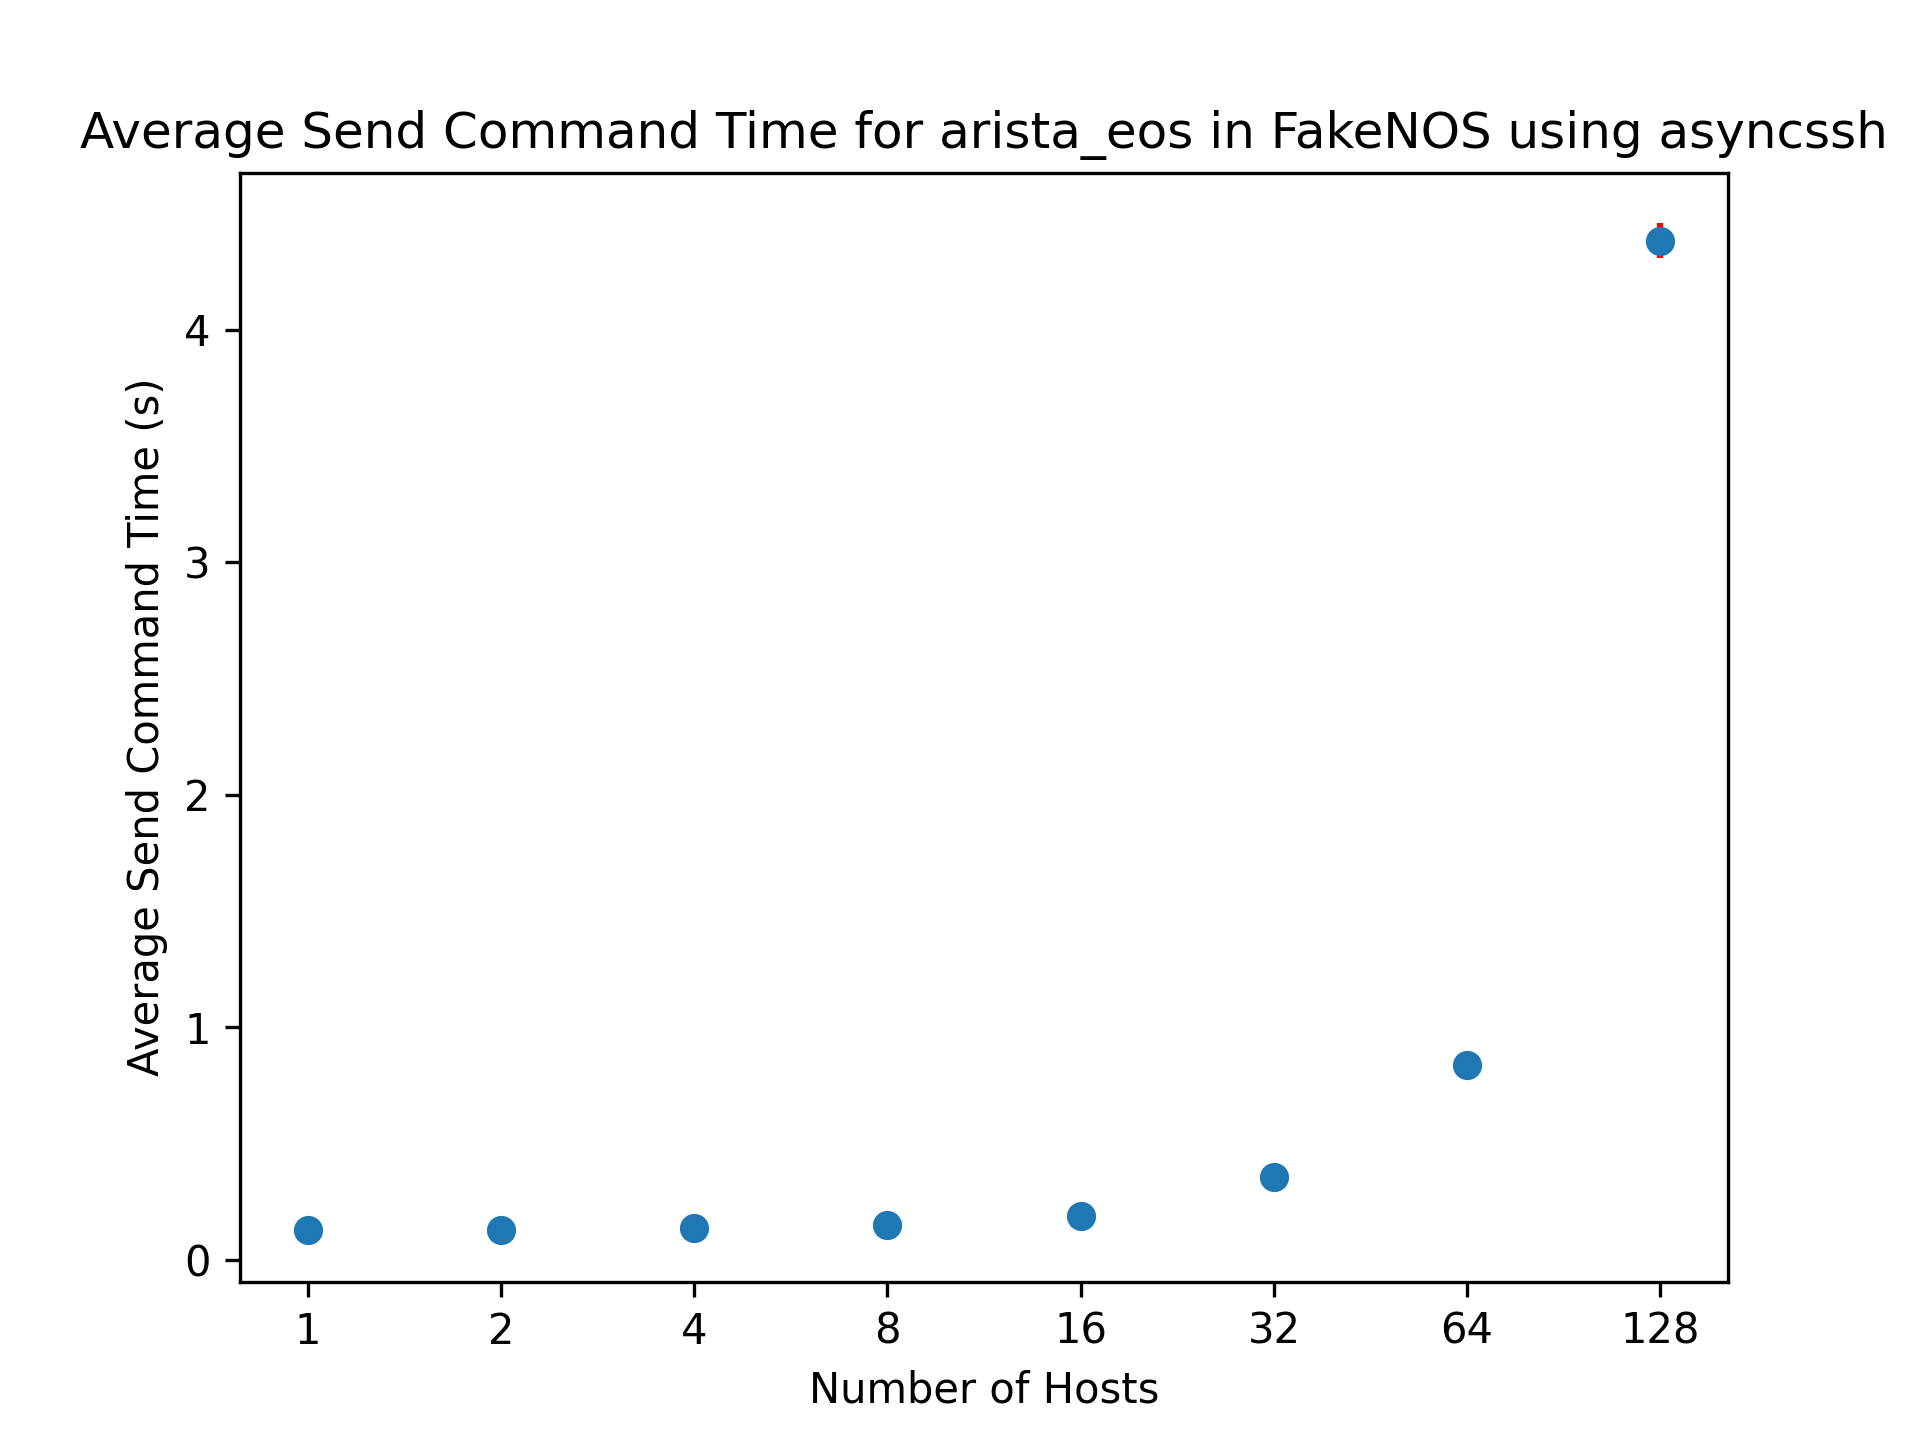 Average Send Command Time for arista_eos in FakeNOS using asyncssh
Average Send Command Time (s)
4
3
2
1
0
1 2 4 8 16 32 64 128
Number of Hosts